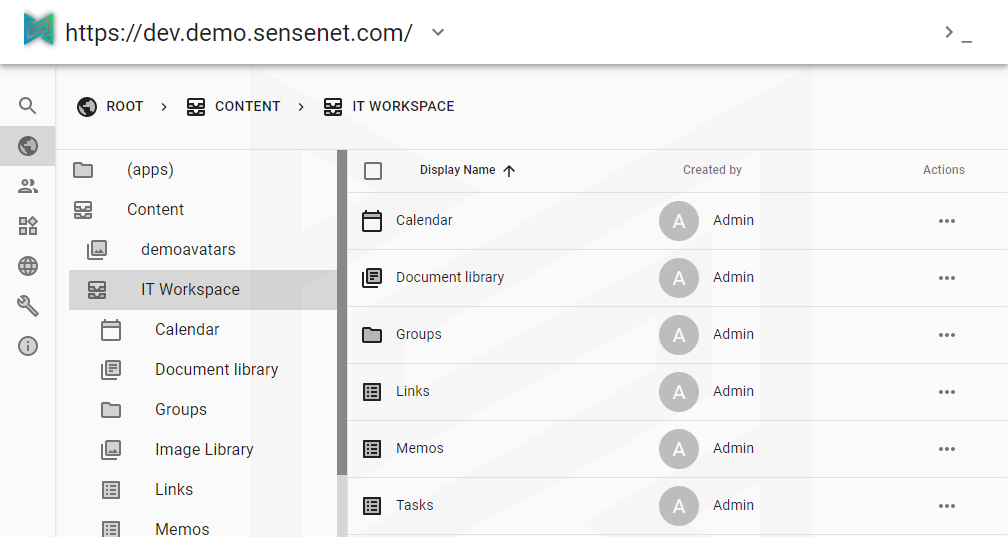 https://dev.demo.sensenet.com/
>_
ROOT > CONTENT > IT WORKSPACE
(apps)
Content
demoavatars
IT Workspace
Calendar
Document library
Groups
Image Library
Links
Memos
Display Name Created by Actions
Calendar A Admin
Document library A Admin
Groups A Admin
Links A Admin
Memos A Admin
Tasks A Admin